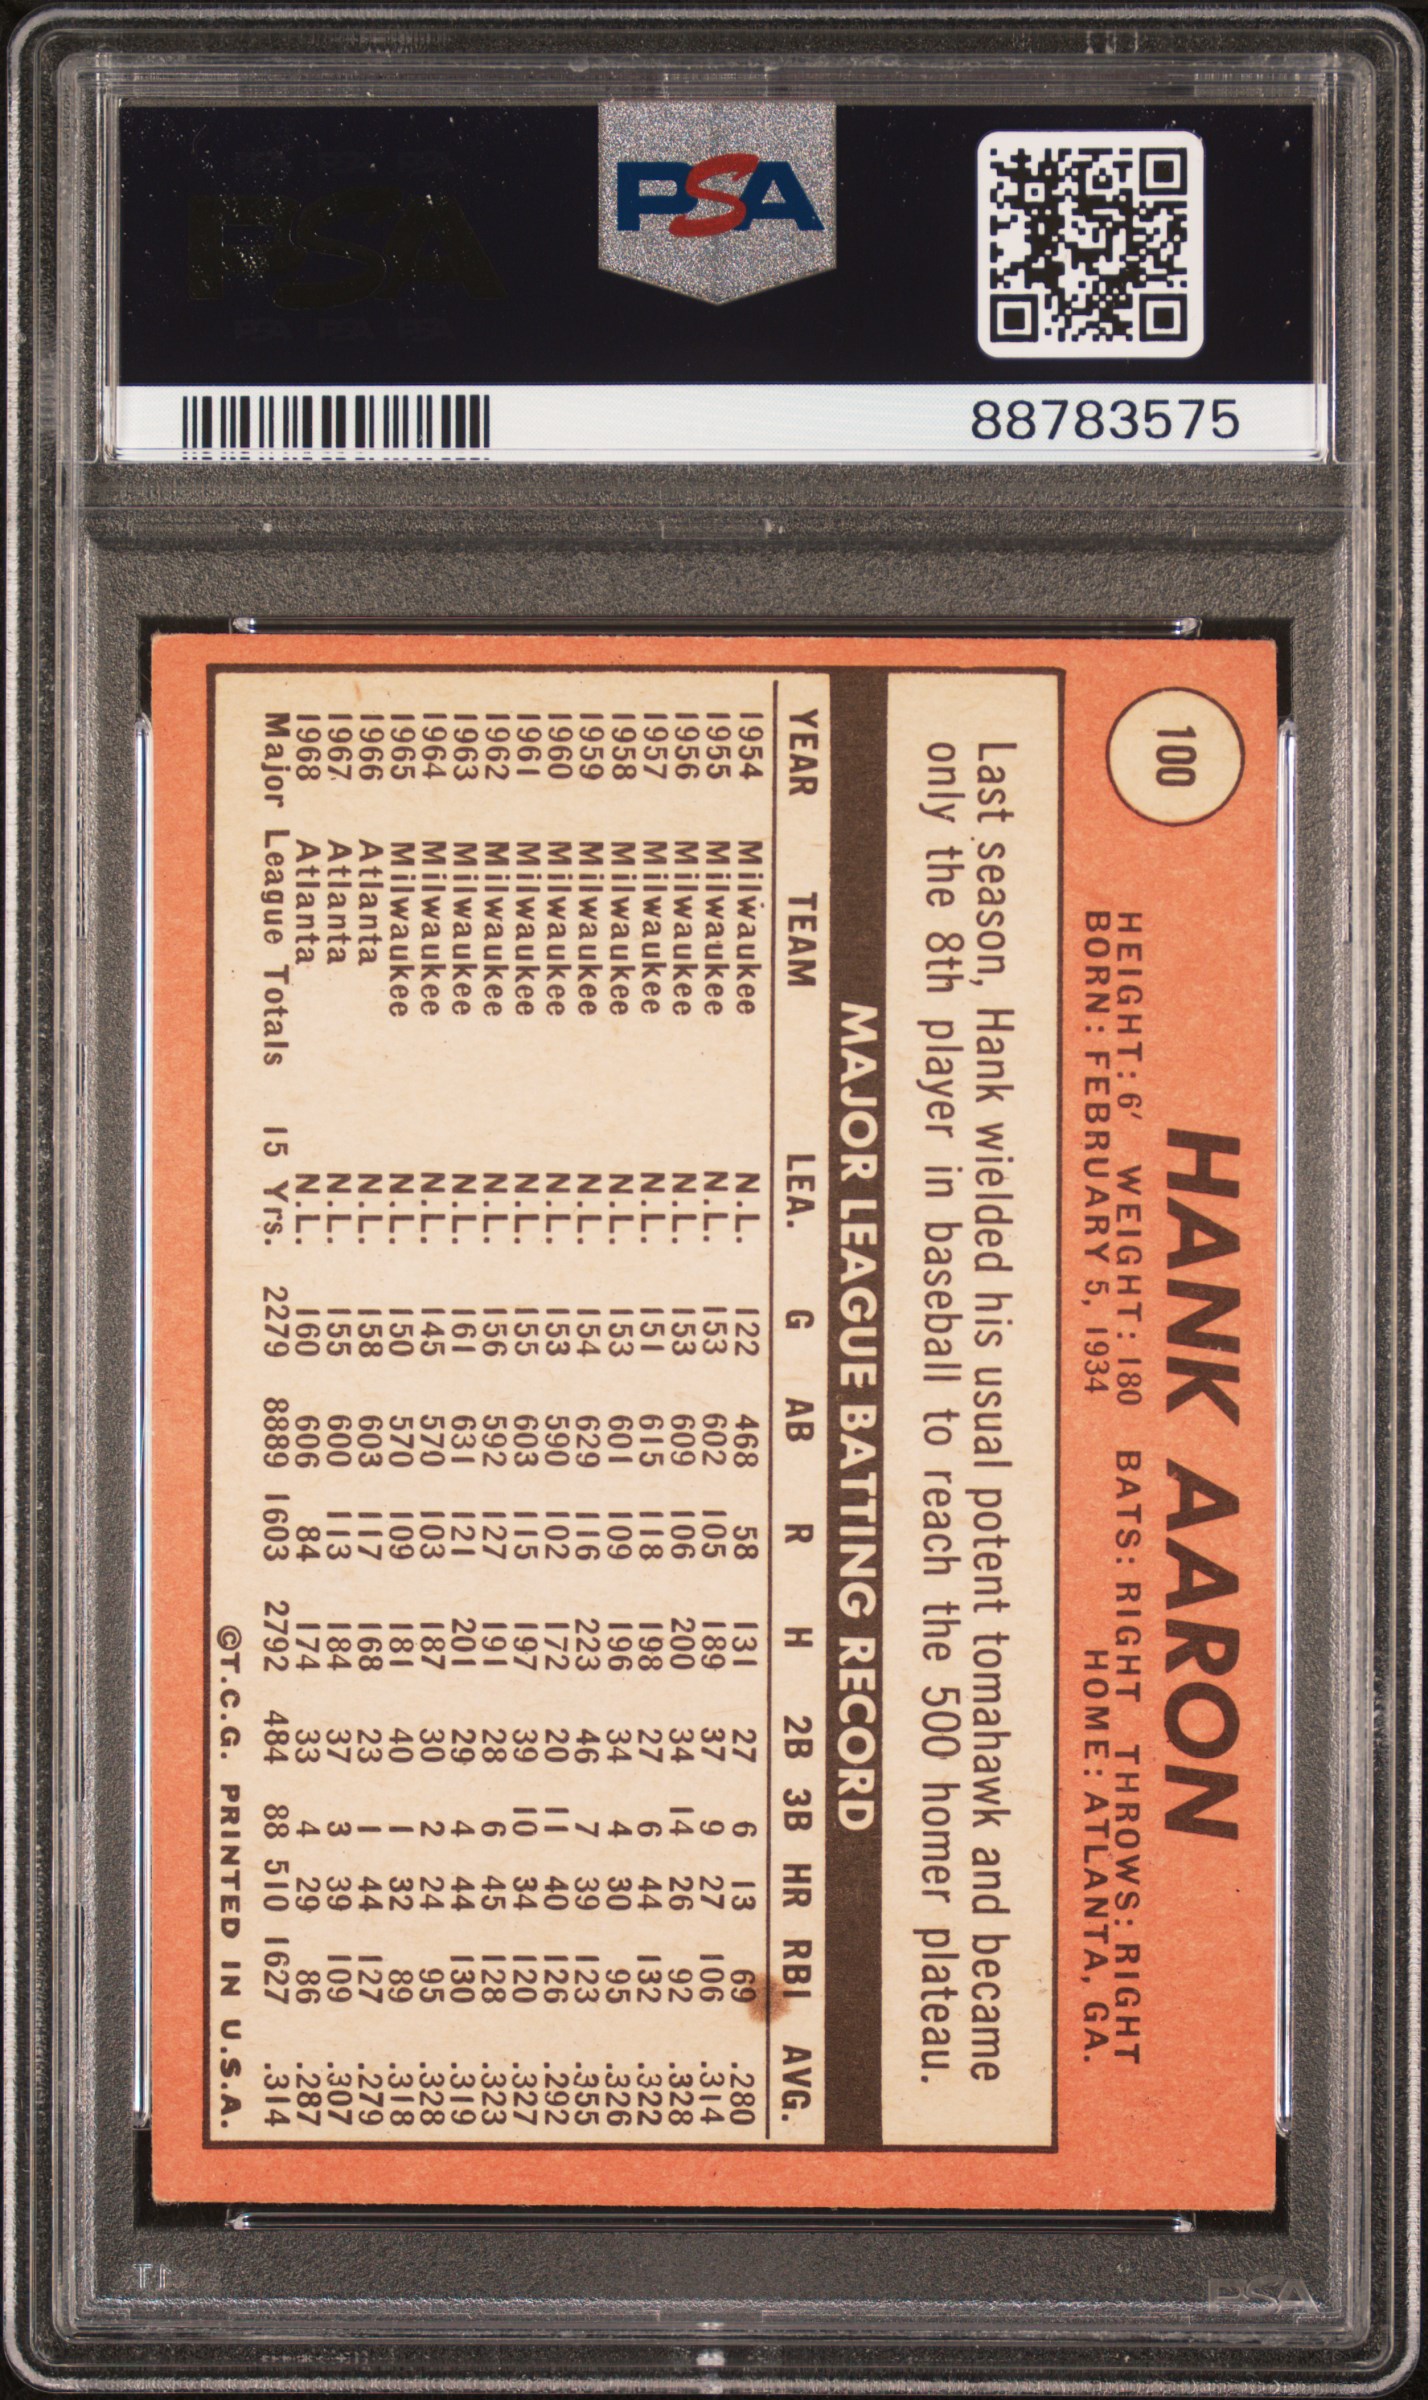 PSA
PSA
88783575
100
HANK AARON
HEIGHT: 6' WEIGHT: 180 BATS: RIGHT THROWS: RIGHT
BORN: FEBRUARY 5, 1934 HOME: ATLANTA, GA.
Last season, Hank wielded his usual potent tomahawk and became
only the 8th player in baseball to reach the 500 homer plateau.
MAJOR LEAGUE BATTING RECORD
YEAR TEAM LEA. G AB R H 2B 3B HR RBI AVG.
1954 Milwaukee N.L. 122 468 58 131 27 6 13 69 .280
1955 Milwaukee N.L. 153 602 105 189 37 9 27 106 .314
1956 Milwaukee N.L. 153 609 106 200 34 14 26 92 .328
1957 Milwaukee N.L. 151 615 118 198 27 6 44 132 .322
1958 Milwaukee N.L. 153 601 109 196 34 4 30 95 .326
1959 Milwaukee N.L. 154 629 116 223 46 7 39 123 .355
1960 Milwaukee N.L. 153 590 102 172 20 11 40 126 .292
1961 Milwaukee N.L. 155 603 115 197 39 10 34 120 .327
1962 Milwaukee N.L. 156 592 127 191 28 6 45 128 .323
1963 Milwaukee N.L. 161 631 121 201 29 4 44 130 .319
1964 Milwaukee N.L. 145 570 103 187 30 2 24 95 .328
1965 Milwaukee N.L. 150 570 109 181 40 1 32 89 .318
1966 Atlanta N.L. 158 603 117 168 23 1 44 127 .279
1967 Atlanta N.L. 155 600 113 184 37 3 39 109 .307
1968 Atlanta N.L. 160 606 84 174 33 4 29 86 .287
Major League Totals 15 Yrs. 2279 8889 1603 2792 484 88 510 1627 .314
©T.C.G. PRINTED IN U.S.A.
PSA